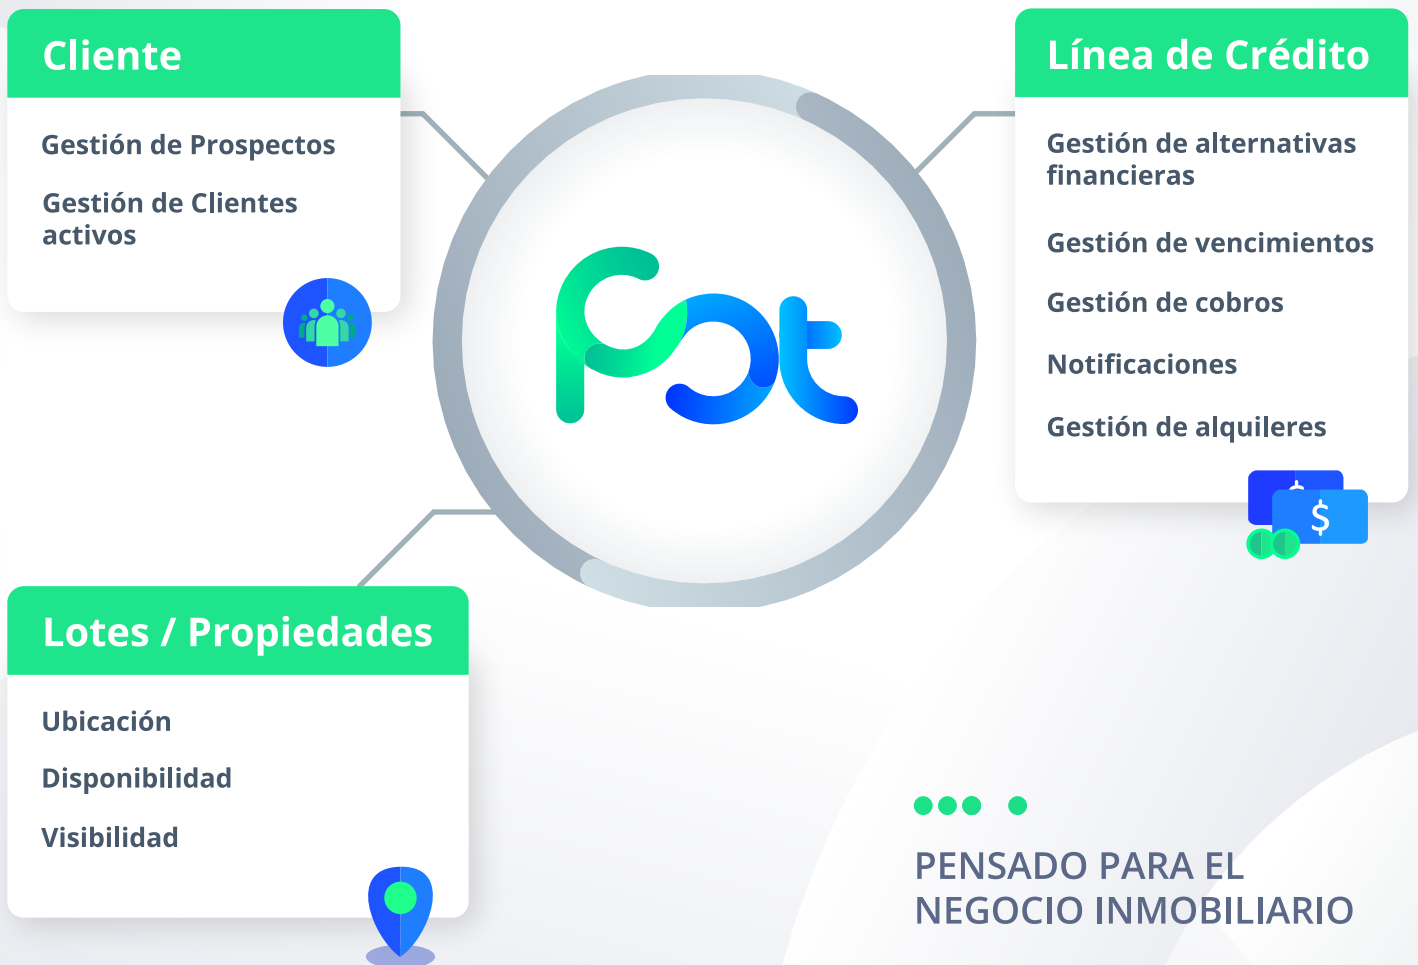 Cliente
Gestión de Prospectos
Gestión de Clientes
activos
Línea de Crédito
Gestión de alternativas
financieras
Gestión de vencimientos
Gestión de cobros
Notificaciones
Gestión de alquileres
$
$
Lotes / Propiedades
Ubicación
Disponibilidad
Visibilidad
PENSADO PARA EL
NEGOCIO INMOBILIARIO